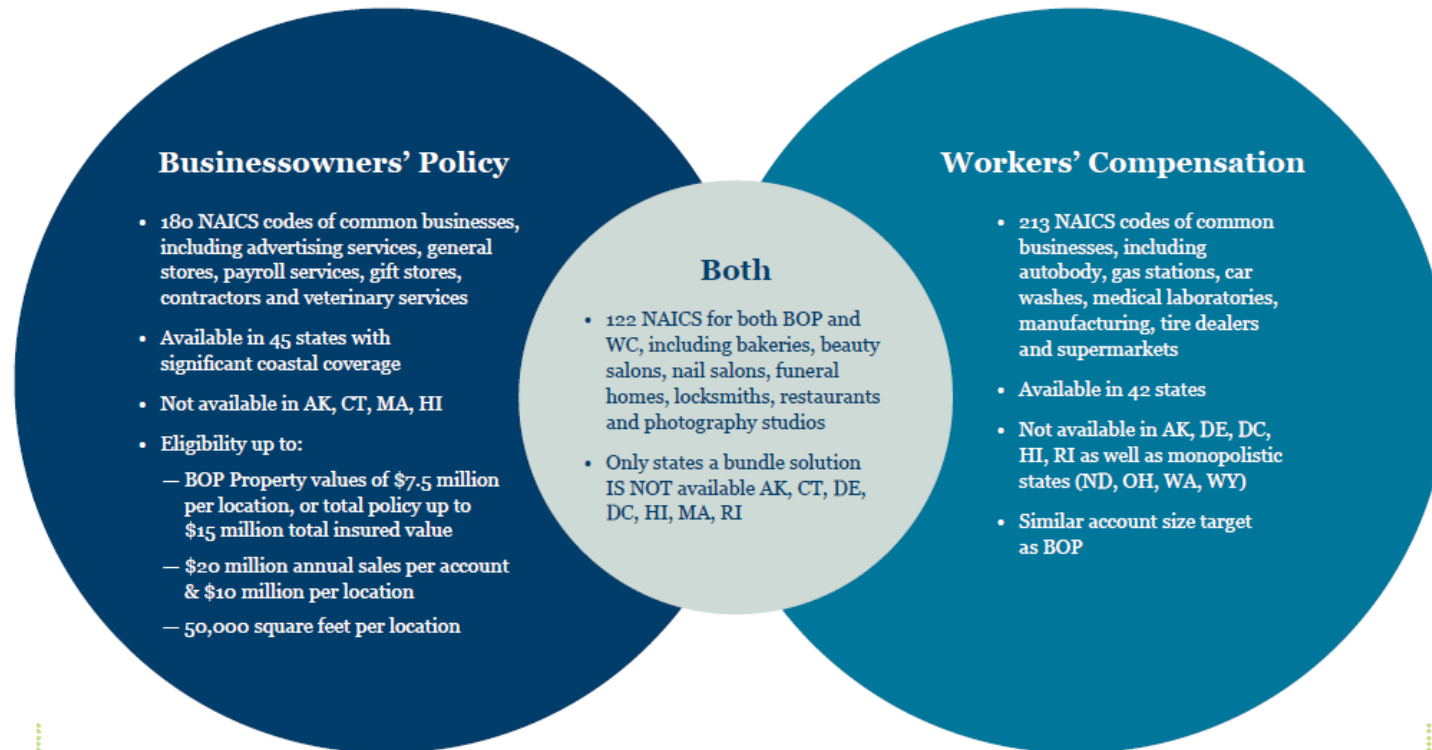 Businessowners’ Policy
• 180 NAICS codes of common businesses,
including advertising services, general
stores, payroll services, gift stores,
contractors and veterinary services
• Available in 45 states with
significant coastal coverage
• Not available in AK, CT, MA, HI
• Eligibility up to:
— BOP Property values of $7.5 million
per location, or total policy up to
$15 million total insured value
— $20 million annual sales per account
& $10 million per location
— 50,000 square feet per location
Both
• 122 NAICS for both BOP and
WC, including bakeries, beauty
salons, nail salons, funeral
homes, locksmiths, restaurants
and photography studios
• Only states a bundle solution
IS NOT available AK, CT, DE,
DC, HI, MA, RI
Workers’ Compensation
• 213 NAICS codes of common
businesses, including
autobody, gas stations, car
washes, medical laboratories,
manufacturing, tire dealers
and supermarkets
• Available in 42 states
• Not available in AK, DE, DC,
HI, RI as well as monopolistic
states (ND, OH, WA, WY)
• Similar account size target
as BOP